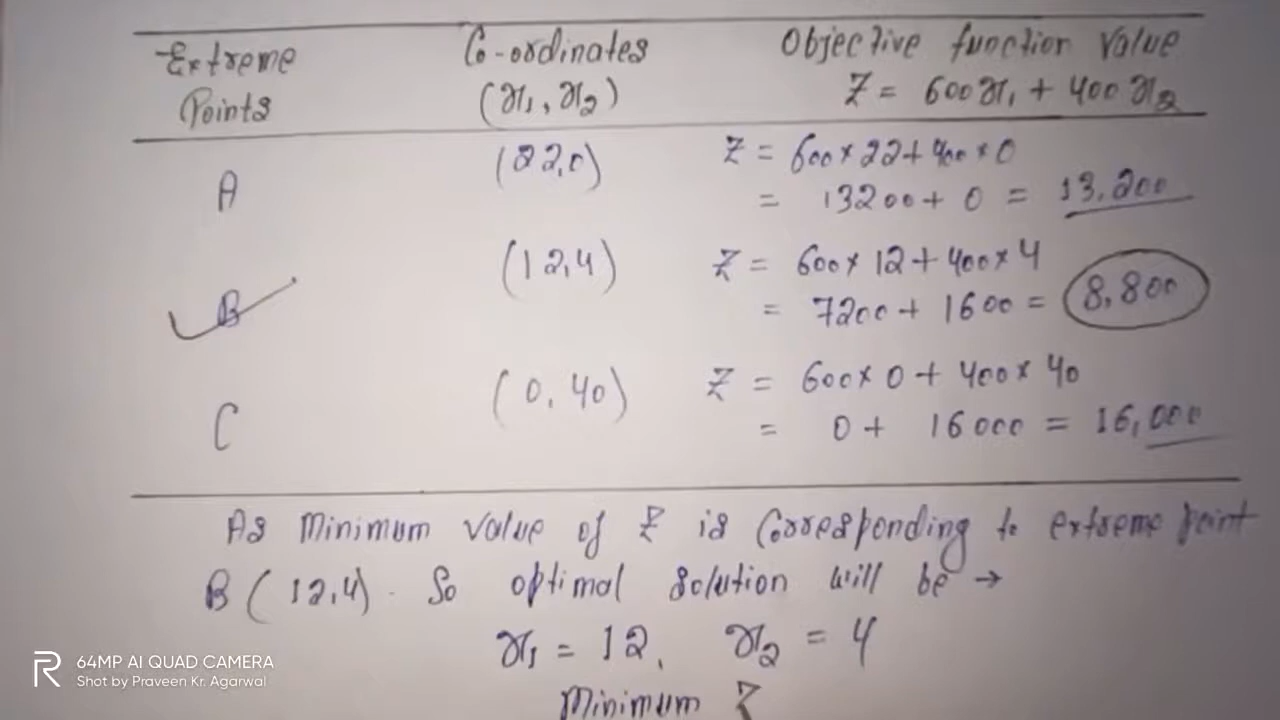 Extreme Points Co-ordinates (x₁, x₂) Objective function Value Z = 600x₁ + 400x₂
A (22,0) Z = 600×22+400×0
= 13200+ 0 = 13,200
B (12,4) Z = 600×12+400×4
= 7200+ 1600 = 8,800
C (0,40) Z = 600×0+400×40
= 0+ 16000 = 16,000
As Minimum value of Z is Corresponding to extreme point
B (12,4). So optimal solution will be →
x₁ = 12, x₂ = 4
Minimum Z
R 64MP AI QUAD CAMERA
Shot by Praveen Kr. Agarwal